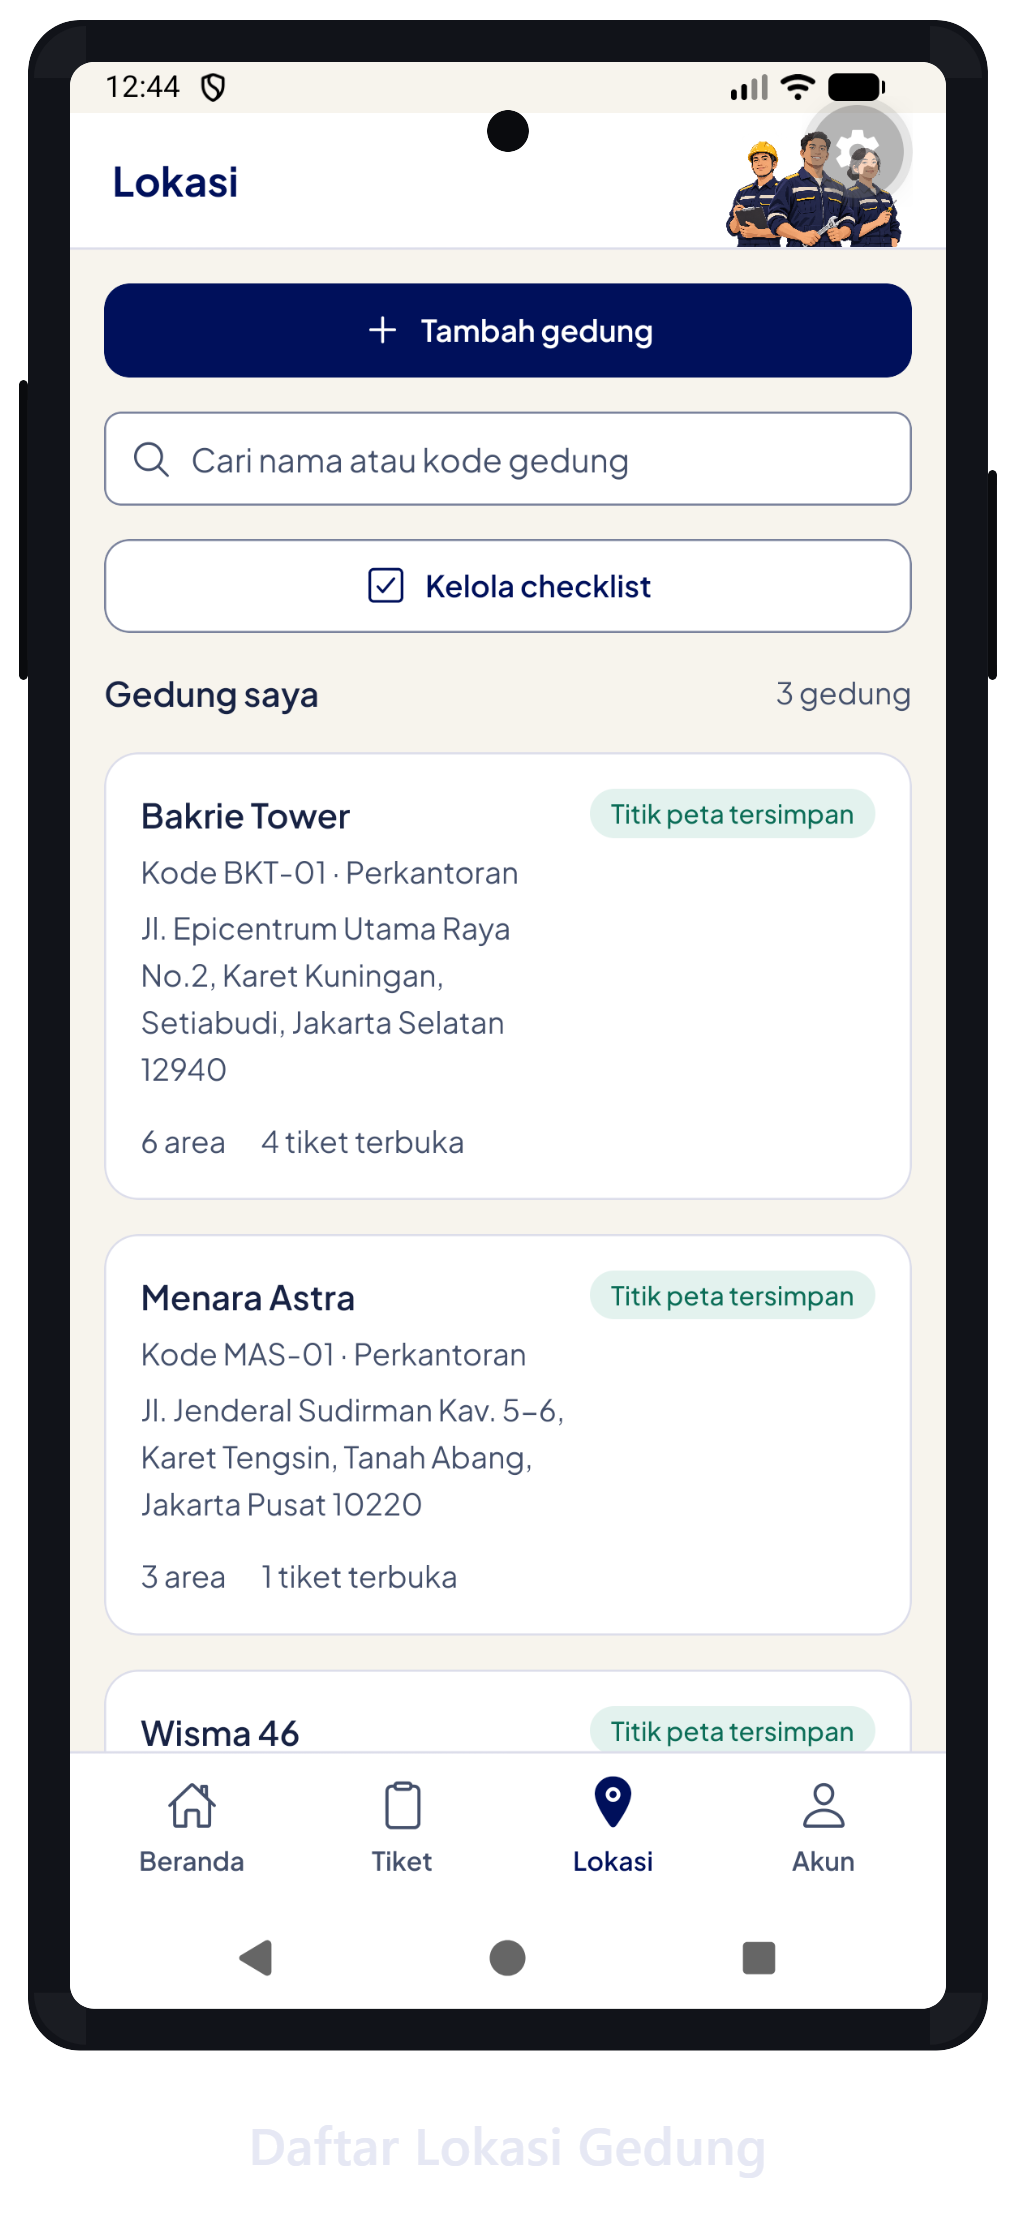 12:44
Lokasi
Tambah gedung
Cari nama atau kode gedung
Kelola checklist
Gedung saya
3 gedung
Bakrie Tower
Titik peta tersimpan
Kode BKT-01 · Perkantoran
Jl. Epicentrum Utama Raya
No.2, Karet Kuningan,
Setiabudi, Jakarta Selatan
12940
6 area 4 tiket terbuka
Menara Astra
Titik peta tersimpan
Kode MAS-01 · Perkantoran
Jl. Jenderal Sudirman Kav. 5–6,
Karet Tengsin, Tanah Abang,
Jakarta Pusat 10220
3 area 1 tiket terbuka
Wisma 46
Titik peta tersimpan
Beranda
Tiket
Lokasi
Akun
Daftar Lokasi Gedung